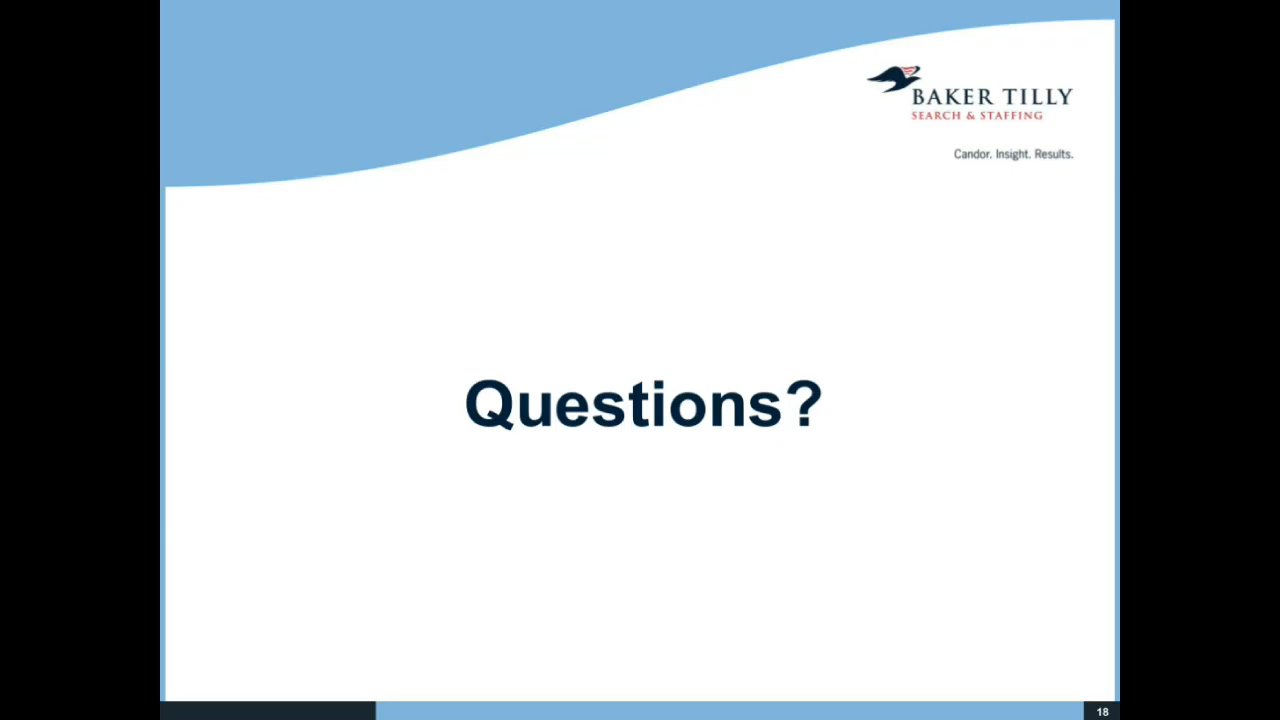 BAKER TILLY
SEARCH & STAFFING
Candor. Insight. Results.
Questions?
18